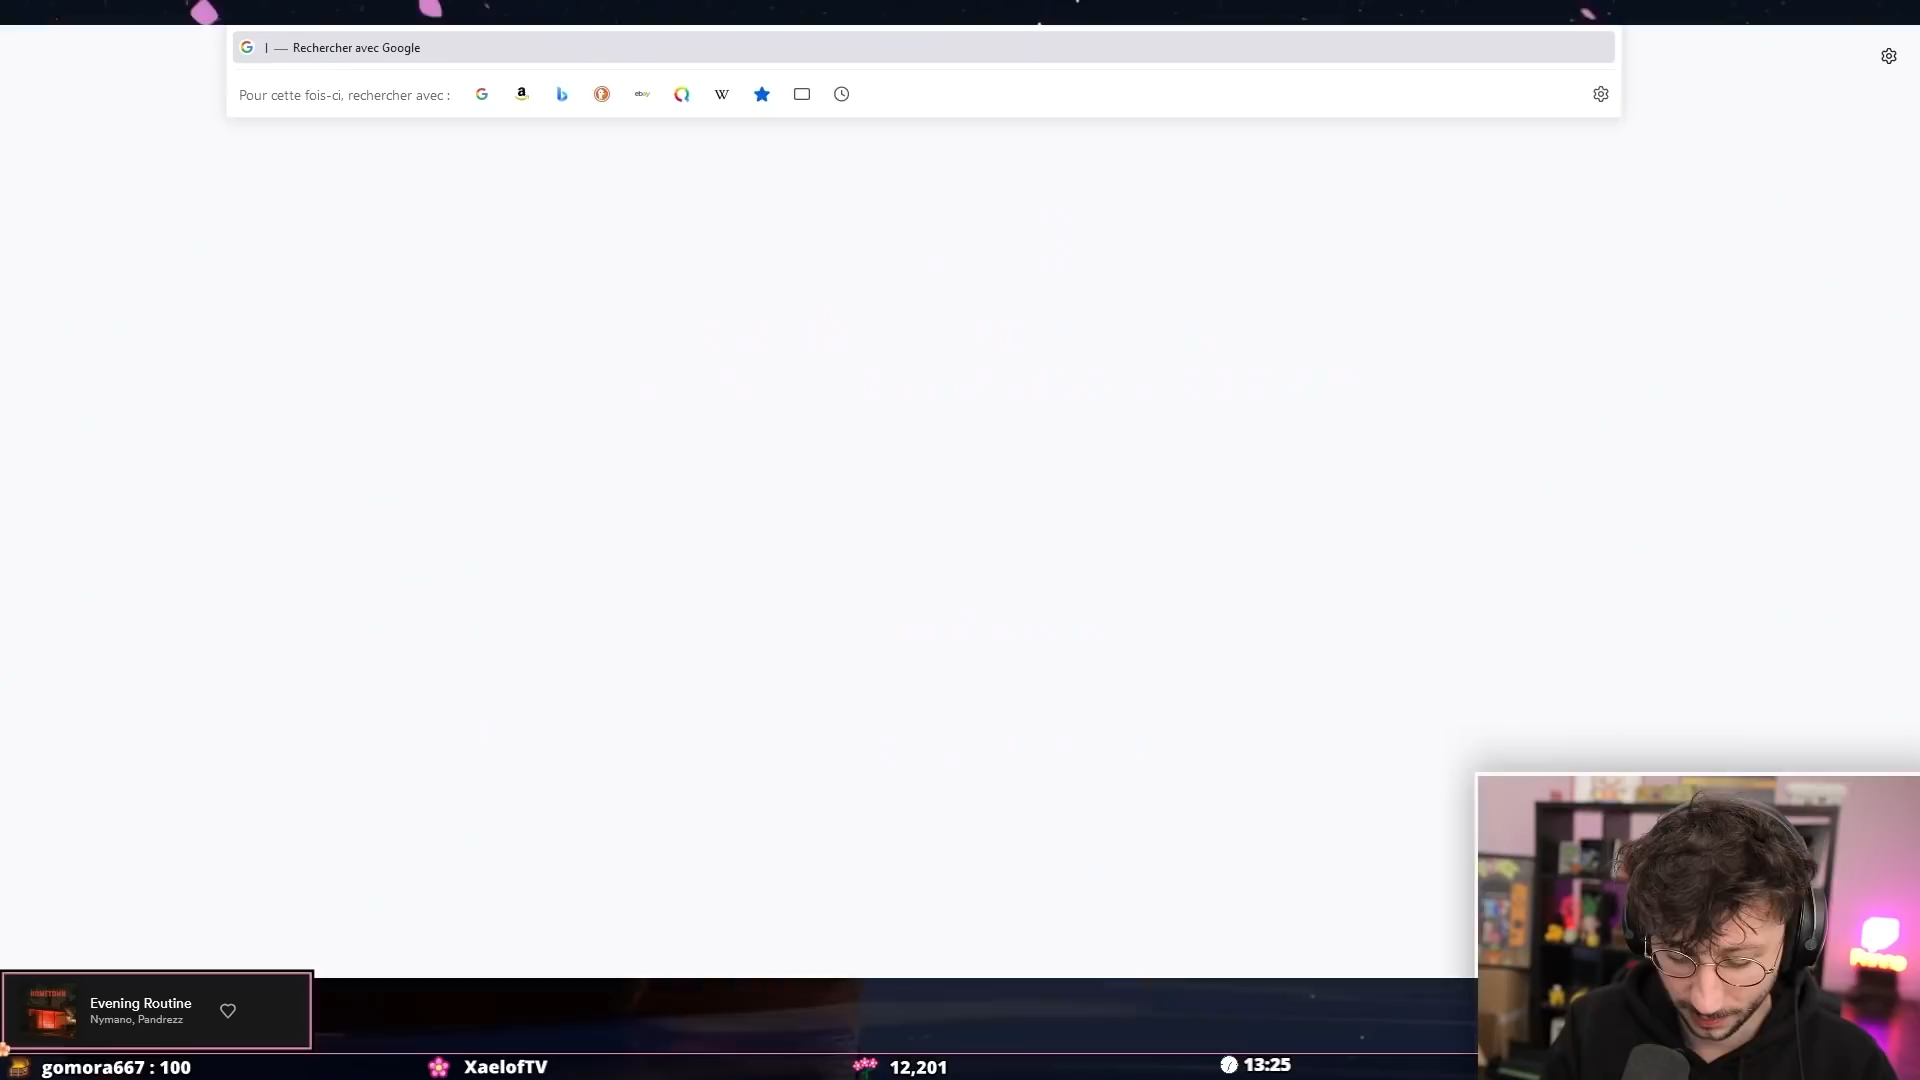 l — Rechercher avec Google
Pour cette fois-ci, rechercher avec :
HOMETOWN
Evening Routine
Nymano, Pandrezz
gomora667 : 100
XaelofTV
12,201
13:25